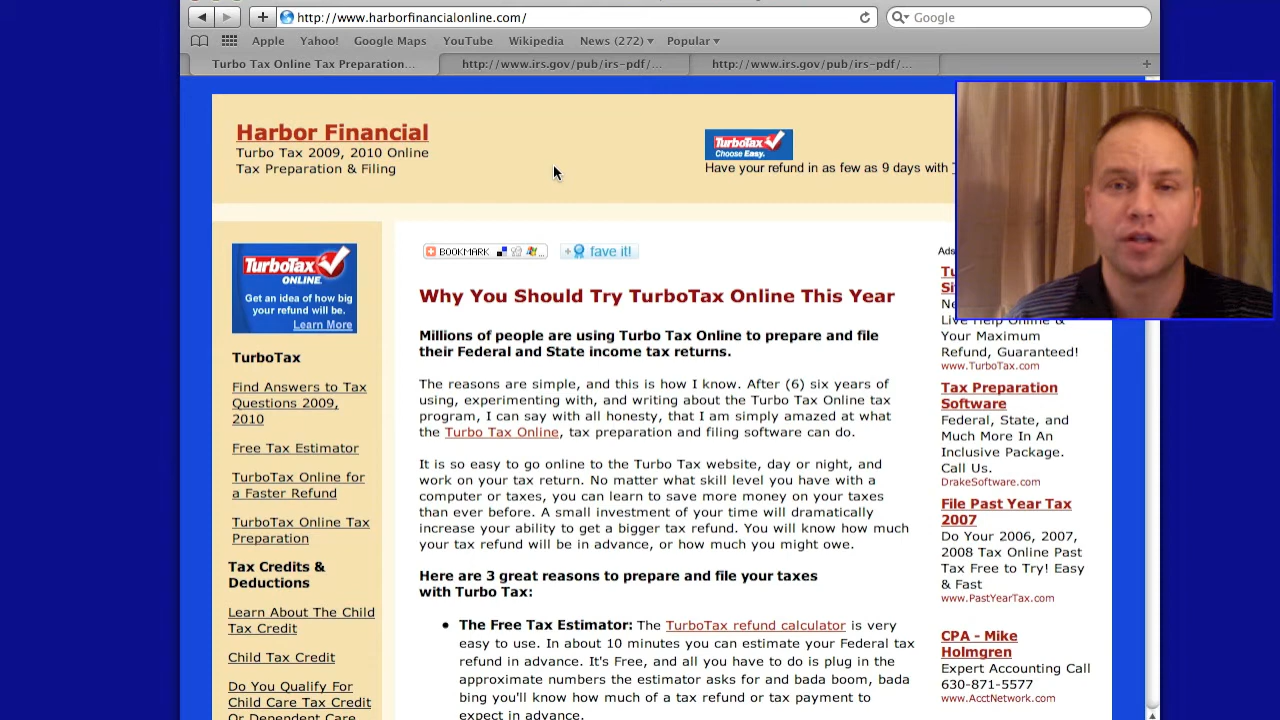 http://www.harborfinancialonline.com/
Google
Apple Yahoo! Google Maps YouTube Wikipedia News (272) Popular
Turbo Tax Online Tax Preparation... http://www.irs.gov/pub/irs-pdf/... http://www.irs.gov/pub/irs-pdf/...
Harbor Financial
Turbo Tax 2009, 2010 Online
Tax Preparation & Filing
TurboTax
Choose Easy.
Have your refund in as few as 9 days with
TurboTax
ONLINE.
Get an idea of how big
your refund will be.
Learn More
TurboTax
Find Answers to Tax
Questions 2009,
2010
Free Tax Estimator
TurboTax Online for
a Faster Refund
TurboTax Online Tax
Preparation
Tax Credits &
Deductions
Learn About The Child
Tax Credit
Child Tax Credit
Do You Qualify For
Child Care Tax Credit
Or Dependent Care
BOOKMARK
fave it!
Why You Should Try TurboTax Online This Year
Millions of people are using Turbo Tax Online to prepare and file
their Federal and State income tax returns.
The reasons are simple, and this is how I know. After (6) six years of
using, experimenting with, and writing about the Turbo Tax Online tax
program, I can say with all honesty, that I am simply amazed at what
the Turbo Tax Online, tax preparation and filing software can do.
It is so easy to go online to the Turbo Tax website, day or night, and
work on your tax return. No matter what skill level you have with a
computer or taxes, you can learn to save more money on your taxes
than ever before. A small investment of your time will dramatically
increase your ability to get a bigger tax refund. You will know how much
your tax refund will be in advance, or how much you might owe.
Here are 3 great reasons to prepare and file your taxes
with Turbo Tax:
The Free Tax Estimator: The TurboTax refund calculator is very
easy to use. In about 10 minutes you can estimate your Federal tax
refund in advance. It's Free, and all you have to do is plug in the
approximate numbers the estimator asks for and bada boom, bada
bing you'll know how much of a tax refund or tax payment to
expect in advance.
Live Help Online &
Your Maximum
Refund, Guaranteed!
www.TurboTax.com
Tax Preparation
Software
Federal, State, and
Much More In An
Inclusive Package.
Call Us.
DrakeSoftware.com
File Past Year Tax
2007
Do Your 2006, 2007,
2008 Tax Online Past
Tax Free to Try! Easy
& Fast
www.PastYearTax.com
CPA - Mike
Holmgren
Expert Accounting Call
630-871-5577
www.AcctNetwork.com